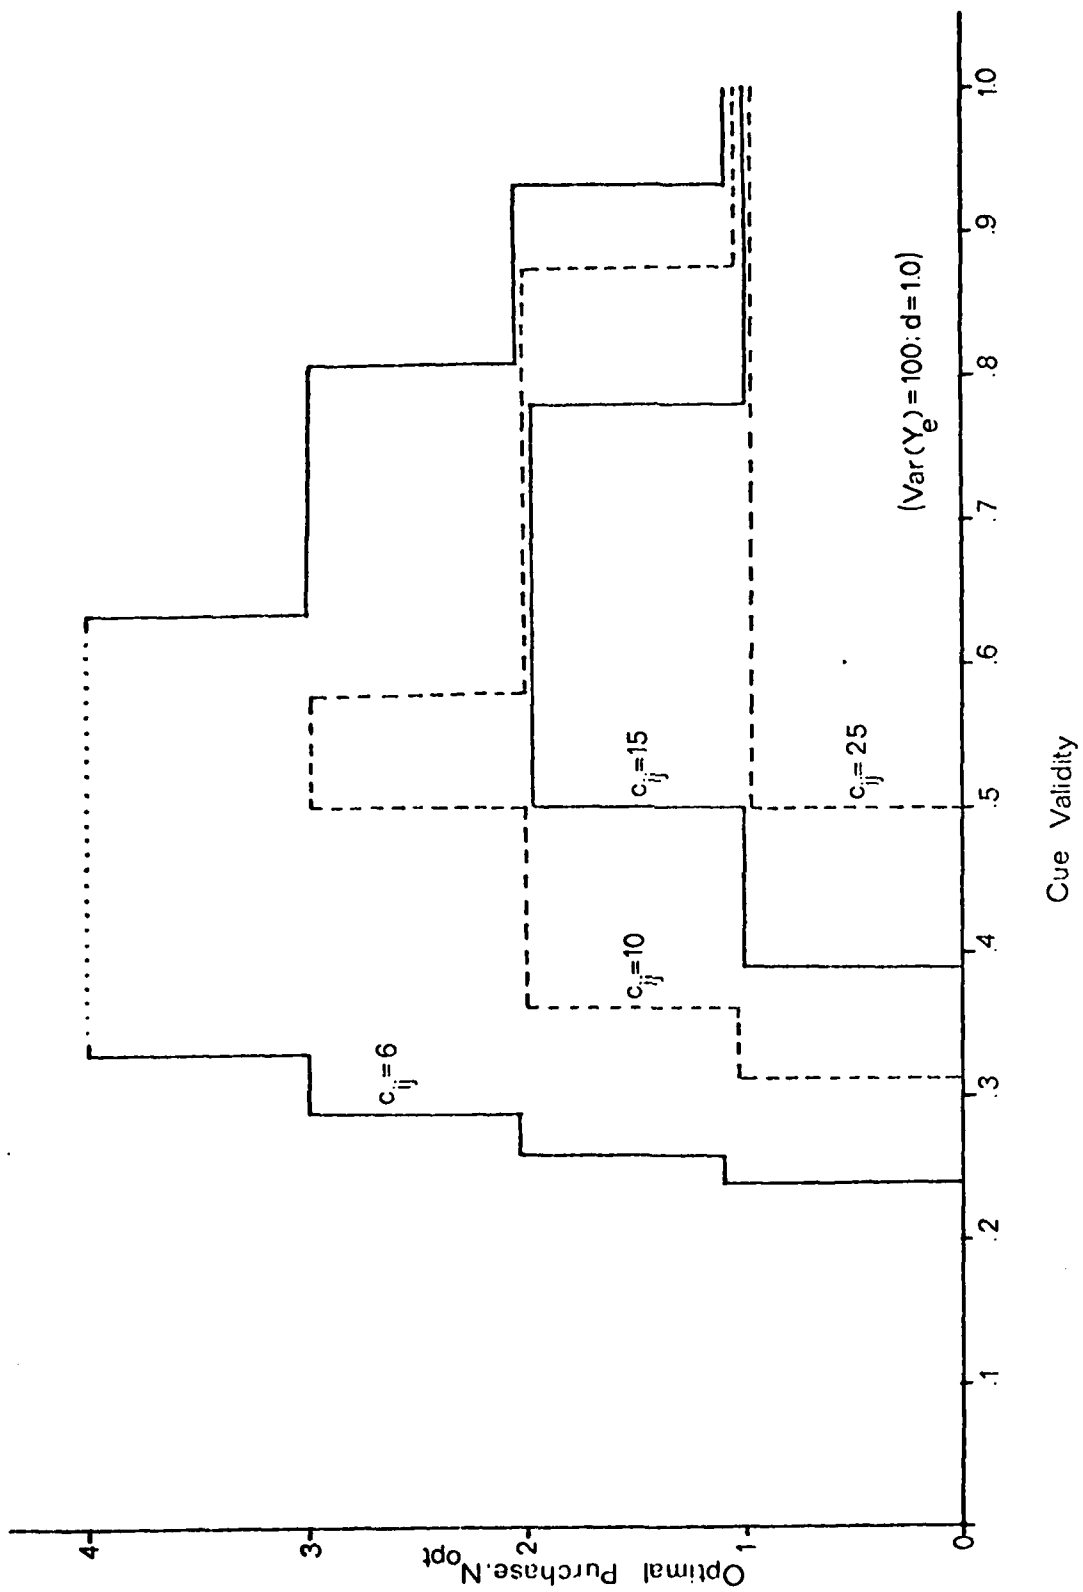 Optimal Purchase. N_opt
4
3
2
1
0
.1
.2
.3
.4
.5
.6
.7
.8
.9
1.0
Cue Validity
c_ij=6
c_ij=10
c_ij=15
c_ij=25
(Var(Y_e)=100: d=1.0)